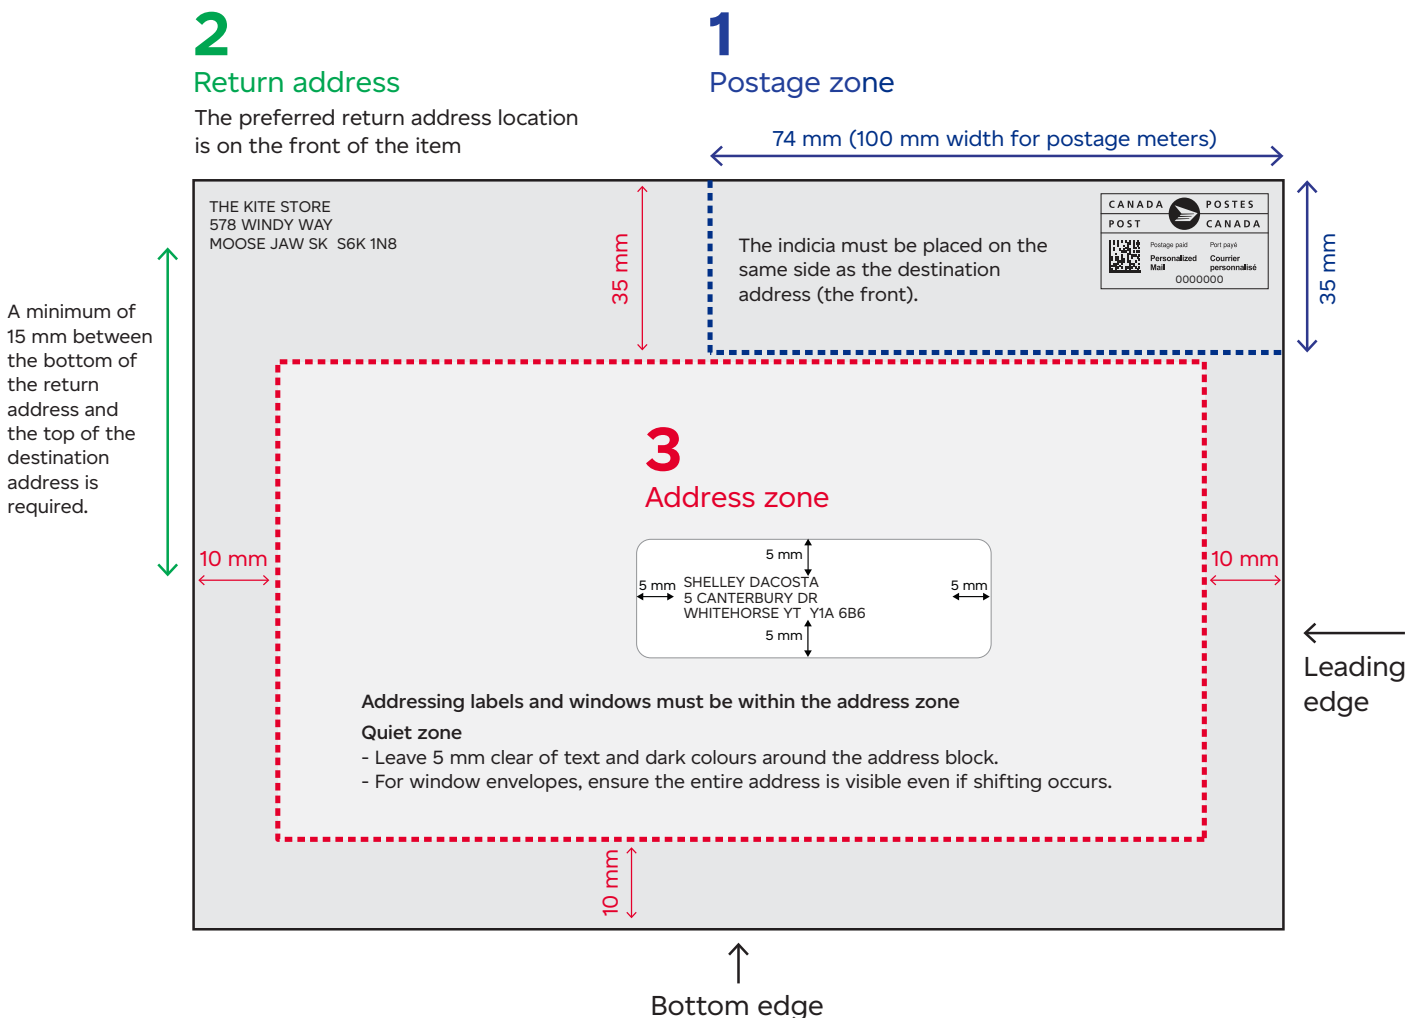 2
Return address
The preferred return address location
is on the front of the item
1
Postage zone
74 mm (100 mm width for postage meters)
THE KITE STORE
578 WINDY WAY
MOOSE JAW SK  S6K 1N8
35 mm
The indicia must be placed on the
same side as the destination
address (the front).
CANADA POSTES
POST CANADA
Postage paid Port payé
Personalized Courrier
Mail personnalisé
0000000
35 mm
A minimum of
15 mm between
the bottom of
the return
address and
the top of the
destination
address is
required.
3
Address zone
10 mm
10 mm
5 mm
5 mm
SHELLEY DACOSTA
5 CANTERBURY DR
WHITEHORSE YT  Y1A 6B6
5 mm
5 mm
Leading
edge
Addressing labels and windows must be within the address zone
Quiet zone
- Leave 5 mm clear of text and dark colours around the address block.
- For window envelopes, ensure the entire address is visible even if shifting occurs.
10 mm
Bottom edge